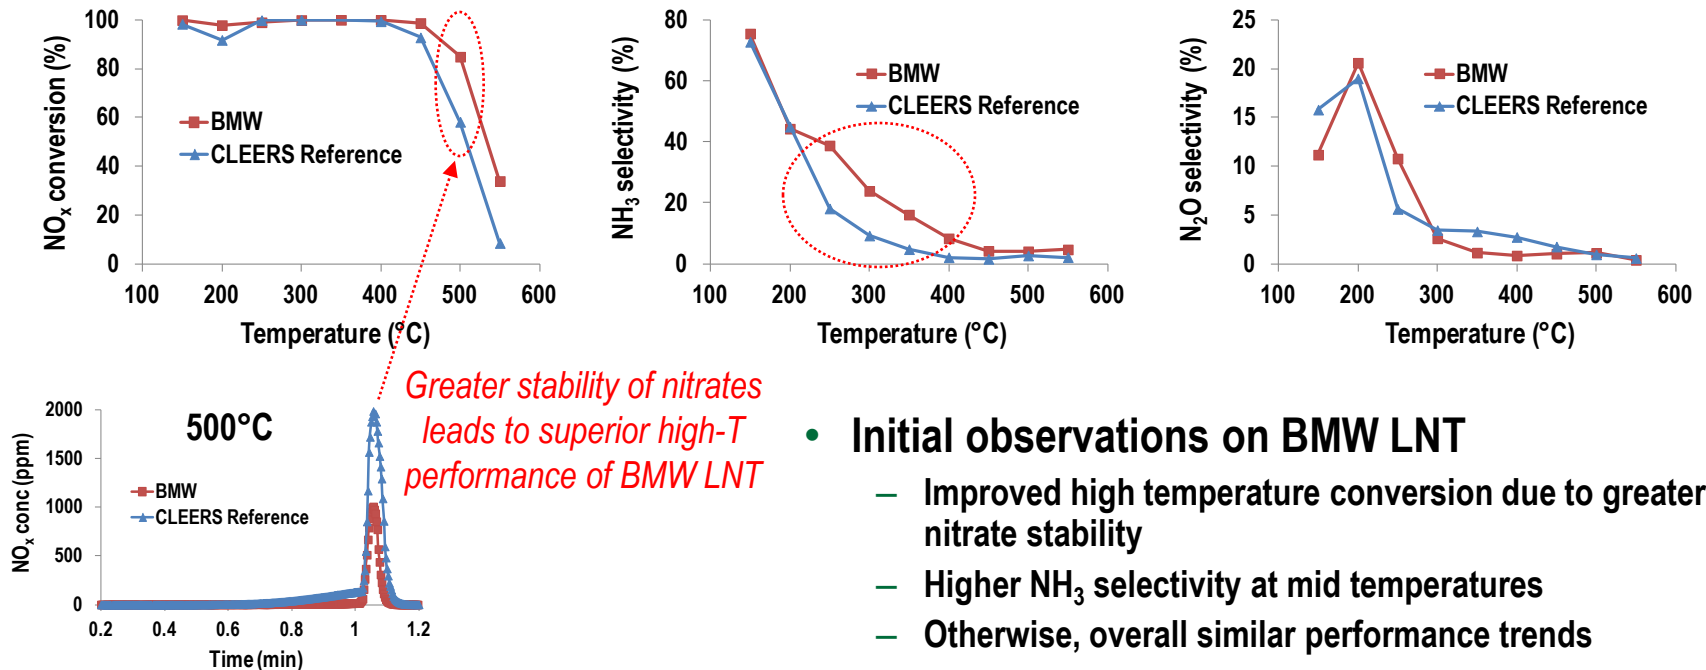 NOx conversion (%)
100
80
60
40
20
0
BMW
CLEERS Reference
100 200 300 400 500 600
Temperature (°C)
NH3 selectivity (%)
80
60
40
20
0
BMW
CLEERS Reference
100 200 300 400 500 600
Temperature (°C)
N2O selectivity (%)
25
20
15
10
5
0
BMW
CLEERS Reference
100 200 300 400 500 600
Temperature (°C)
Greater stability of nitrates
leads to superior high-T
performance of BMW LNT
NOx conc (ppm)
2000
1500
1000
500
0
500°C
BMW
CLEERS Reference
0.2 0.4 0.6 0.8 1 1.2
Time (min)
• Initial observations on BMW LNT
– Improved high temperature conversion due to greater
nitrate stability
– Higher NH3 selectivity at mid temperatures
– Otherwise, overall similar performance trends